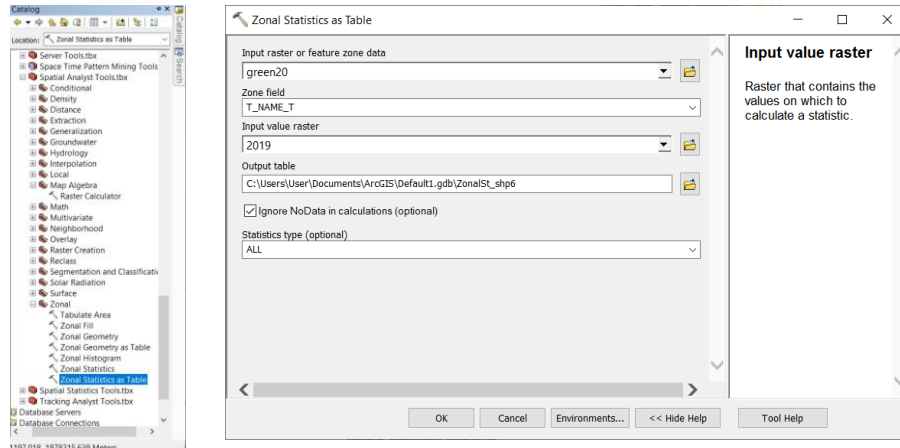 Catalog
Location: Zonal Statistics as Table
Server Tools.tbx
Space Time Pattern Mining Tools
Spatial Analyst Tools.tbx
Conditional
Density
Distance
Extraction
Generalization
Groundwater
Hydrology
Interpolation
Local
Map Algebra
Raster Calculator
Math
Multivariate
Neighborhood
Overlay
Raster Creation
Reclass
Segmentation and Classificatio
Solar Radiation
Surface
Zonal
Tabulate Area
Zonal Fill
Zonal Geometry
Zonal Geometry as Table
Zonal Histogram
Zonal Statistics
Zonal Statistics as Table
Spatial Statistics Tools.tbx
Tracking Analyst Tools.tbx
Database Servers
Database Connections
1197.018 1878215.639 Meters
Catalog
Search
Zonal Statistics as Table
Input raster or feature zone data
green20
Zone field
T_NAME_T
Input value raster
2019
Output table
C:\Users\User\Documents\ArcGIS\Default1.gdb\ZonalSt_shp6
Ignore NoData in calculations (optional)
Statistics type (optional)
ALL
OK
Cancel
Environments...
<< Hide Help
Tool Help
Input value raster
Raster that contains the
values on which to
calculate a statistic.